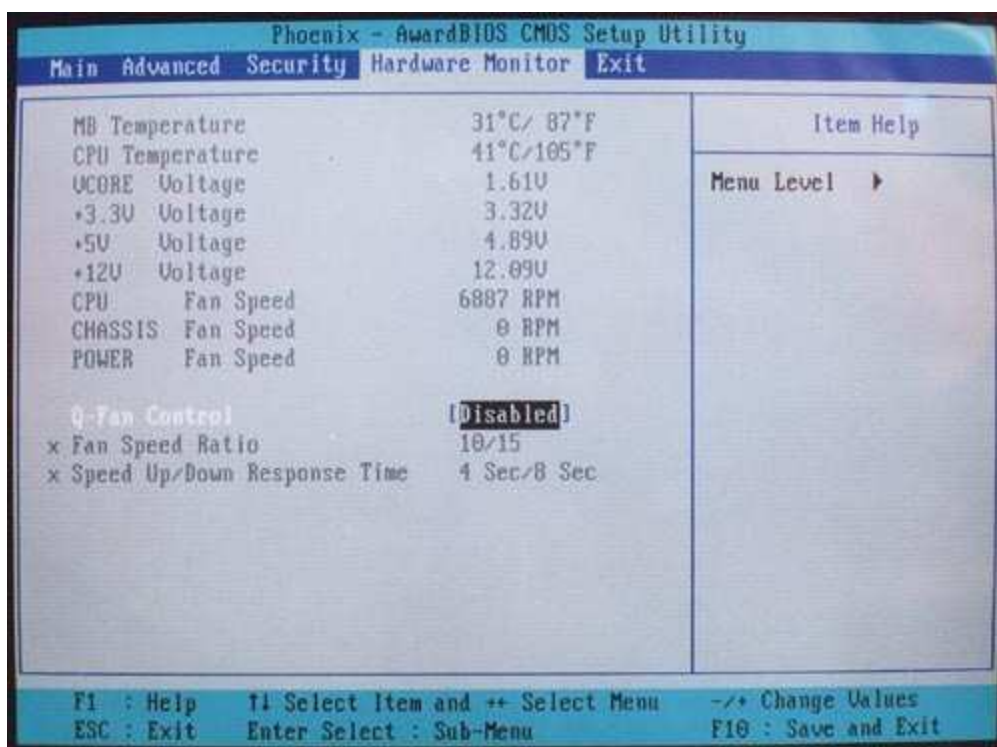 Phoenix - AwardBIOS CMOS Setup Utility
Main Advanced Security Hardware Monitor Exit
MB Temperature 31°C/ 87°F
CPU Temperature 41°C/105°F
VCORE Voltage 1.61V
+3.3V Voltage 3.32V
+5V Voltage 4.89V
+12V Voltage 12.09V
CPU Fan Speed 6887 RPM
CHASSIS Fan Speed 0 RPM
POWER Fan Speed 0 RPM
Q-Fan Control [Disabled]
x Fan Speed Ratio 10/15
x Speed Up/Down Response Time 4 Sec/8 Sec
Item Help
Menu Level ▶
F1 : Help ↑↓ Select Item and ↔ Select Menu -/+ Change Values
ESC : Exit Enter Select : Sub-Menu F10 : Save and Exit